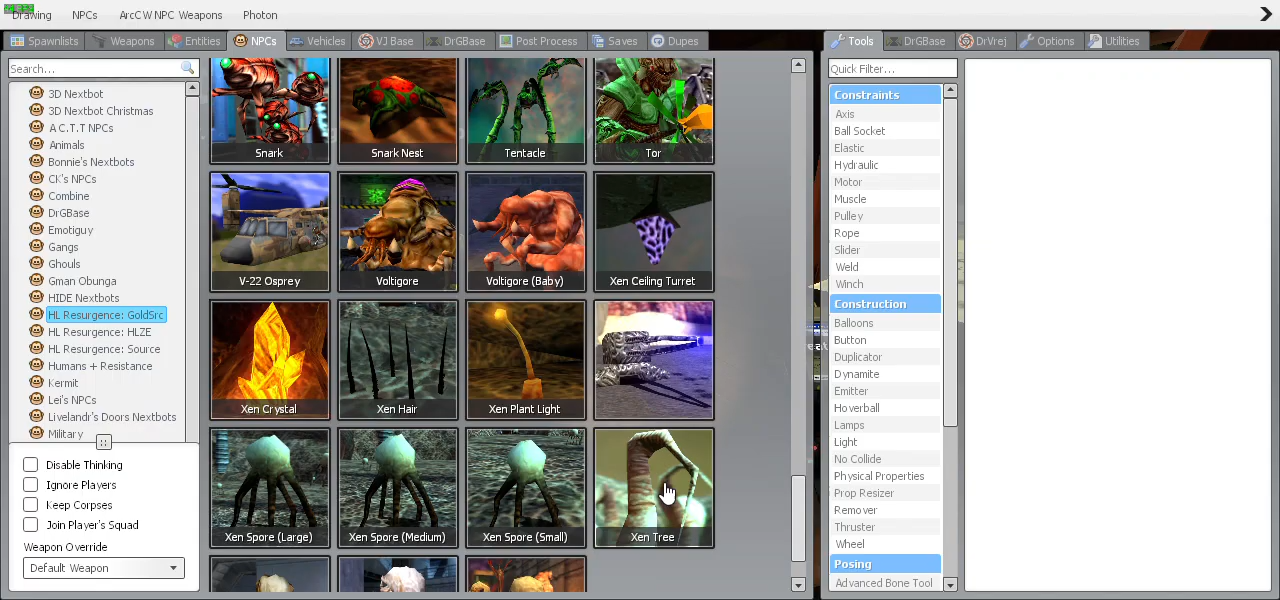 Drawing NPCs ArcCW NPC Weapons Photon
Spawnlists Weapons Entities NPCs Vehicles VJ Base DrGBase Post Process Saves Dupes
Tools DrGBase DrVrej Options Utilities
Search...
3D Nextbot
3D Nextbot Christmas
A.C.T.T NPCs
Animals
Bonnie's Nextbots
CK's NPCs
Combine
DrGBase
Emotiguy
Gangs
Ghouls
Gman Obunga
HIDE Nextbots
HL Resurgence: GoldSrc
HL Resurgence: HLZE
HL Resurgence: Source
Humans + Resistance
Kermit
Lei's NPCs
Livelandr's Doors Nextbots
Military
Disable Thinking
Ignore Players
Keep Corpses
Join Player's Squad
Weapon Override
Default Weapon
Snark Snark Nest Tentacle Tor
V-22 Osprey Voltigore Voltigore (Baby) Xen Ceiling Turret
Xen Crystal Xen Hair Xen Plant Light
Xen Spore (Large) Xen Spore (Medium) Xen Spore (Small) Xen Tree
Quick Filter...
Constraints
Axis
Ball Socket
Elastic
Hydraulic
Motor
Muscle
Pulley
Rope
Slider
Weld
Winch
Construction
Balloons
Button
Duplicator
Dynamite
Emitter
Hoverball
Lamps
Light
No Collide
Physical Properties
Prop Resizer
Remover
Thruster
Wheel
Posing
Advanced Bone Tool